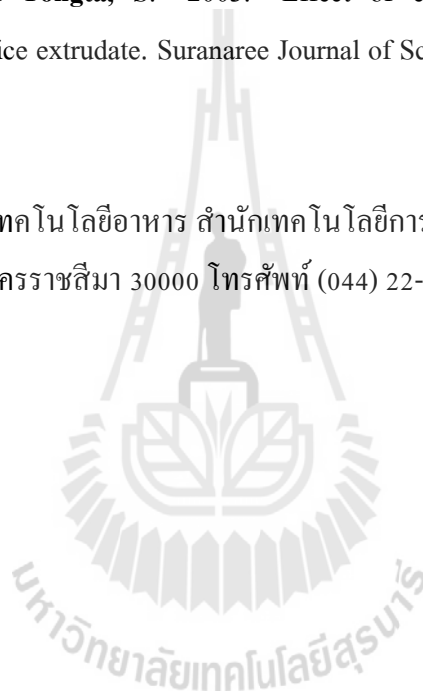 Tongta, S. 2003. Effect of
ice extrudate. Suranaree Journal of Sc
ทคโนโลยีอาหาร สำนักเทคโนโลยีการ
ครราชสีมา 30000 โทรศัพท์ (044) 22-
มหาวิทยาลัยเทคโนโลยีสุรนารี